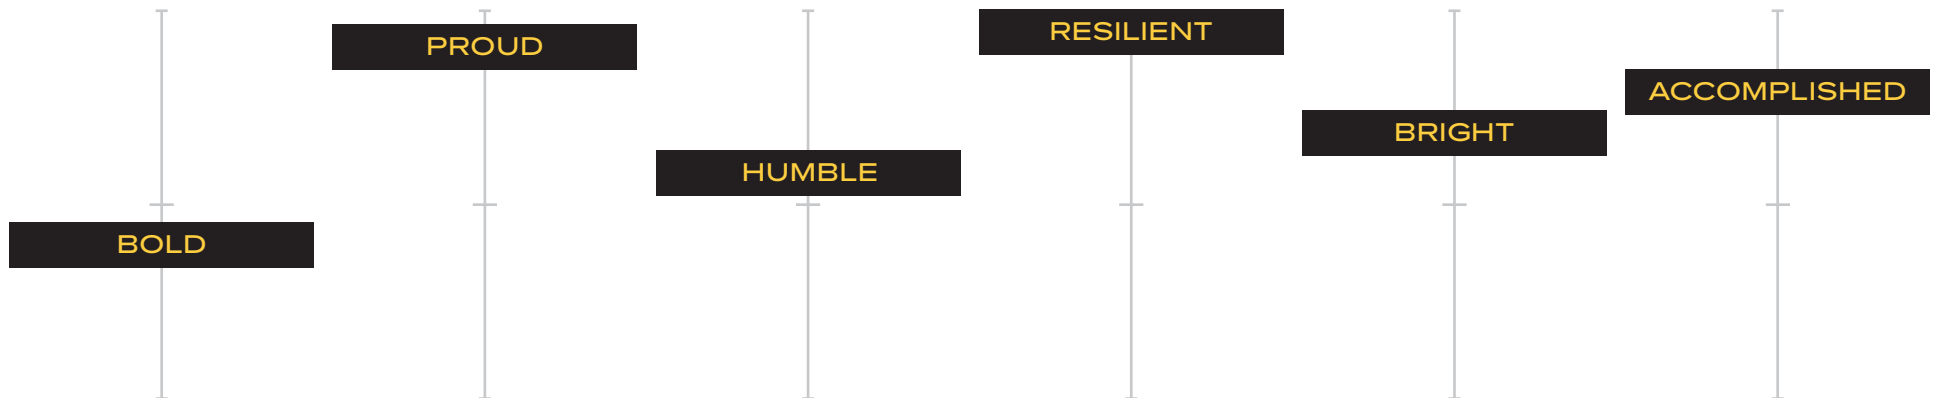 BOLD
PROUD
HUMBLE
RESILIENT
BRIGHT
ACCOMPLISHED